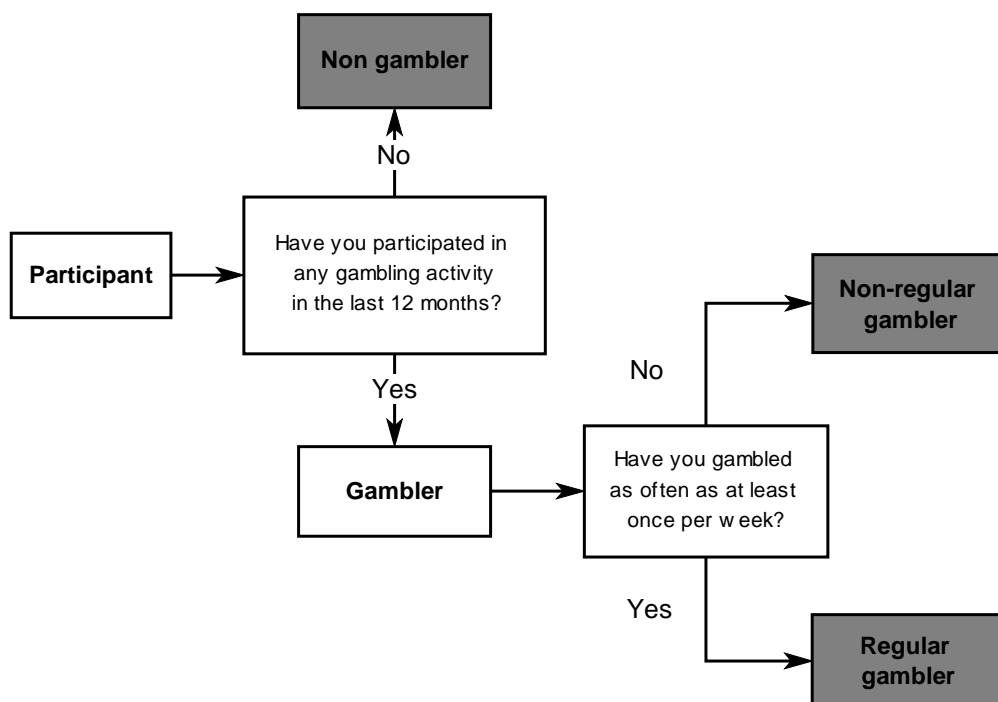 Non gambler
No
Participant
Have you participated in
any gambling activity
in the last 12 months?
Yes
Gambler
Have you gambled
as often as at least
once per week?
No
Non-regular
gambler
Yes
Regular
gambler